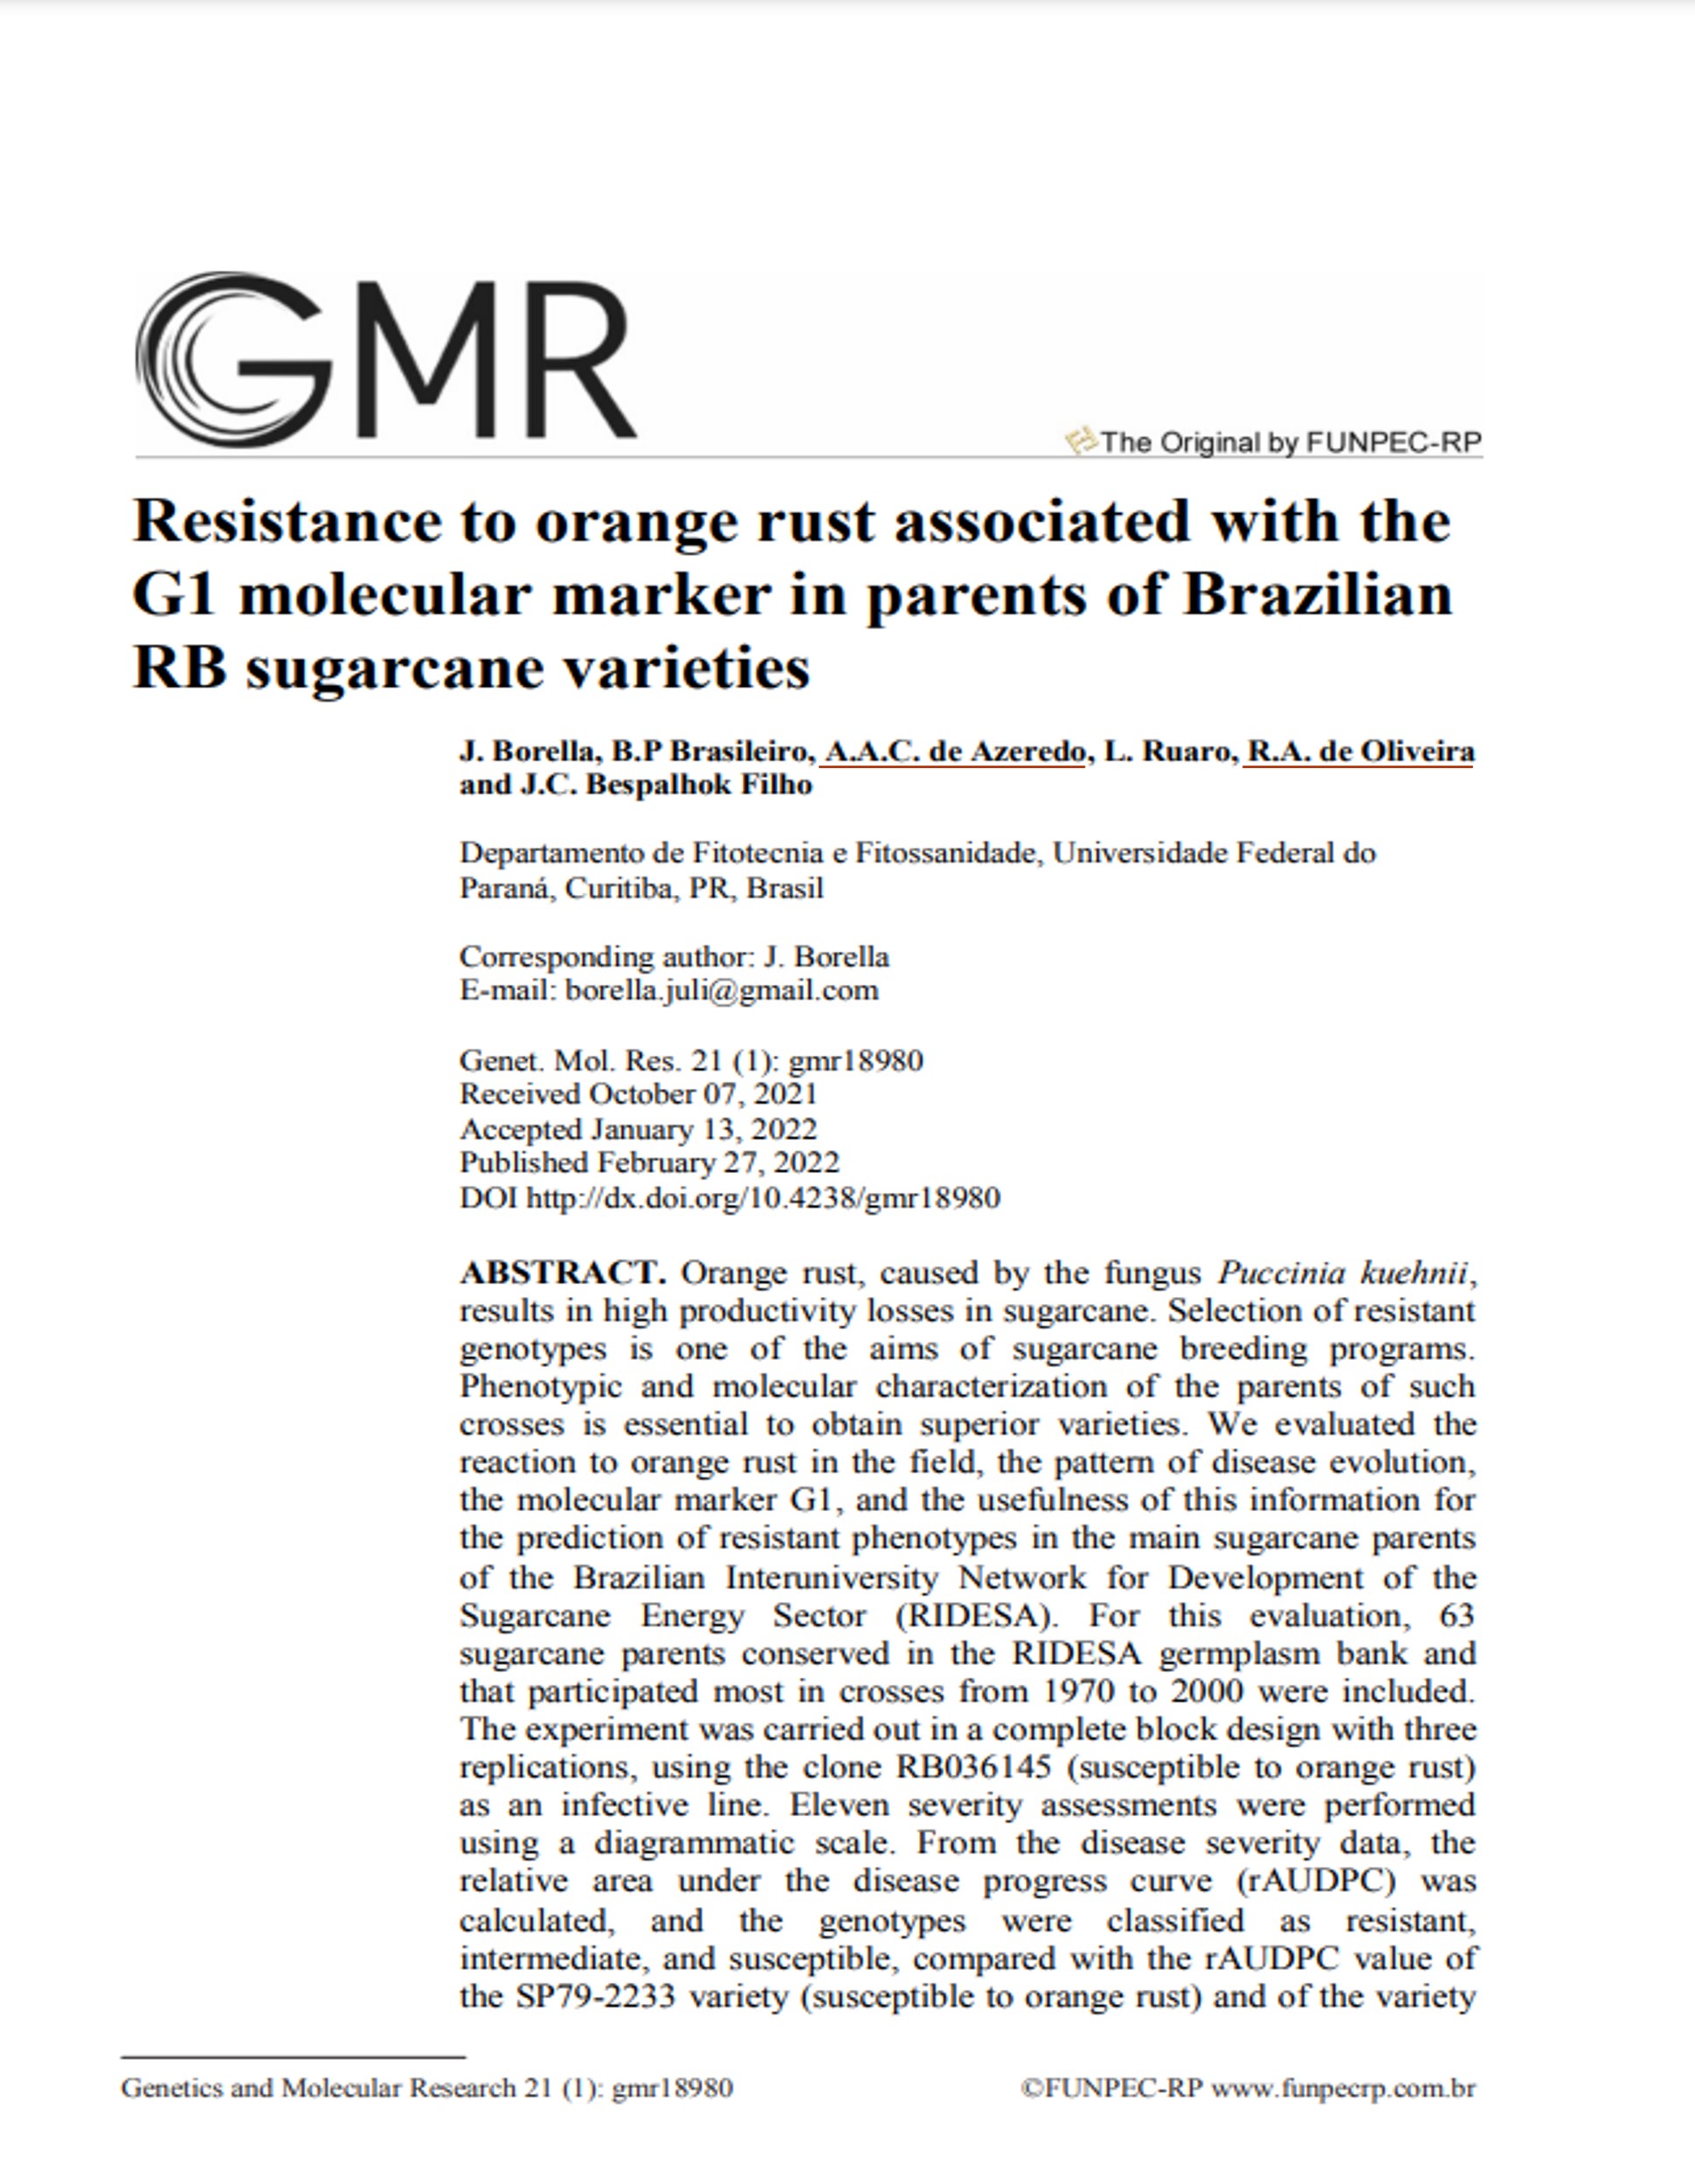 GMR
The Original by FUNPEC-RP
Resistance to orange rust associated with the
G1 molecular marker in parents of Brazilian
RB sugarcane varieties
J. Borella, B.P Brasileiro, A.A.C. de Azeredo, L. Ruaro, R.A. de Oliveira
and J.C. Bespalhok Filho
Departamento de Fitotecnia e Fitossanidade, Universidade Federal do
Paraná, Curitiba, PR, Brasil
Corresponding author: J. Borella
E-mail: borella.juli@gmail.com
Genet. Mol. Res. 21 (1): gmr18980
Received October 07, 2021
Accepted January 13, 2022
Published February 27, 2022
DOI http://dx.doi.org/10.4238/gmr18980
ABSTRACT. Orange rust, caused by the fungus Puccinia kuehnii,
results in high productivity losses in sugarcane. Selection of resistant
genotypes is one of the aims of sugarcane breeding programs.
Phenotypic and molecular characterization of the parents of such
crosses is essential to obtain superior varieties. We evaluated the
reaction to orange rust in the field, the pattern of disease evolution,
the molecular marker G1, and the usefulness of this information for
the prediction of resistant phenotypes in the main sugarcane parents
of the Brazilian Interuniversity Network for Development of the
Sugarcane Energy Sector (RIDESA). For this evaluation, 63
sugarcane parents conserved in the RIDESA germplasm bank and
that participated most in crosses from 1970 to 2000 were included.
The experiment was carried out in a complete block design with three
replications, using the clone RB036145 (susceptible to orange rust)
as an infective line. Eleven severity assessments were performed
using a diagrammatic scale. From the disease severity data, the
relative area under the disease progress curve (rAUDPC) was
calculated, and the genotypes were classified as resistant,
intermediate, and susceptible, compared with the rAUDPC value of
the SP79-2233 variety (susceptible to orange rust) and of the variety
Genetics and Molecular Research 21 (1): gmr18980
©FUNPEC-RP www.funpecrp.com.br